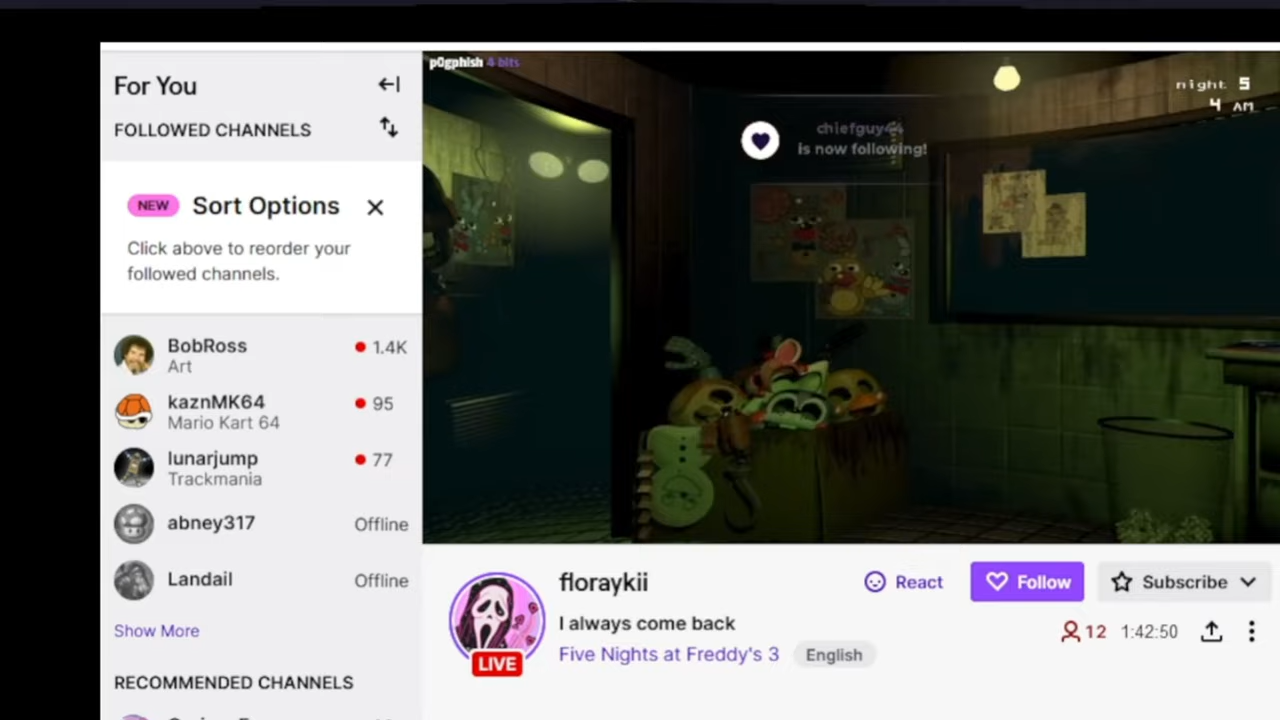 For You
FOLLOWED CHANNELS
NEW Sort Options
Click above to reorder your
followed channels.
BobRoss 1.4K
Art
kaznMK64 95
Mario Kart 64
lunarjump 77
Trackmania
abney317 Offline
Landail Offline
Show More
RECOMMENDED CHANNELS
p0gphish 4 bits
night 5
4 AM
chiefguy64
is now following!
floraykii
React
Follow
Subscribe
I always come back
12 1:42:50
Five Nights at Freddy's 3 English
LIVE